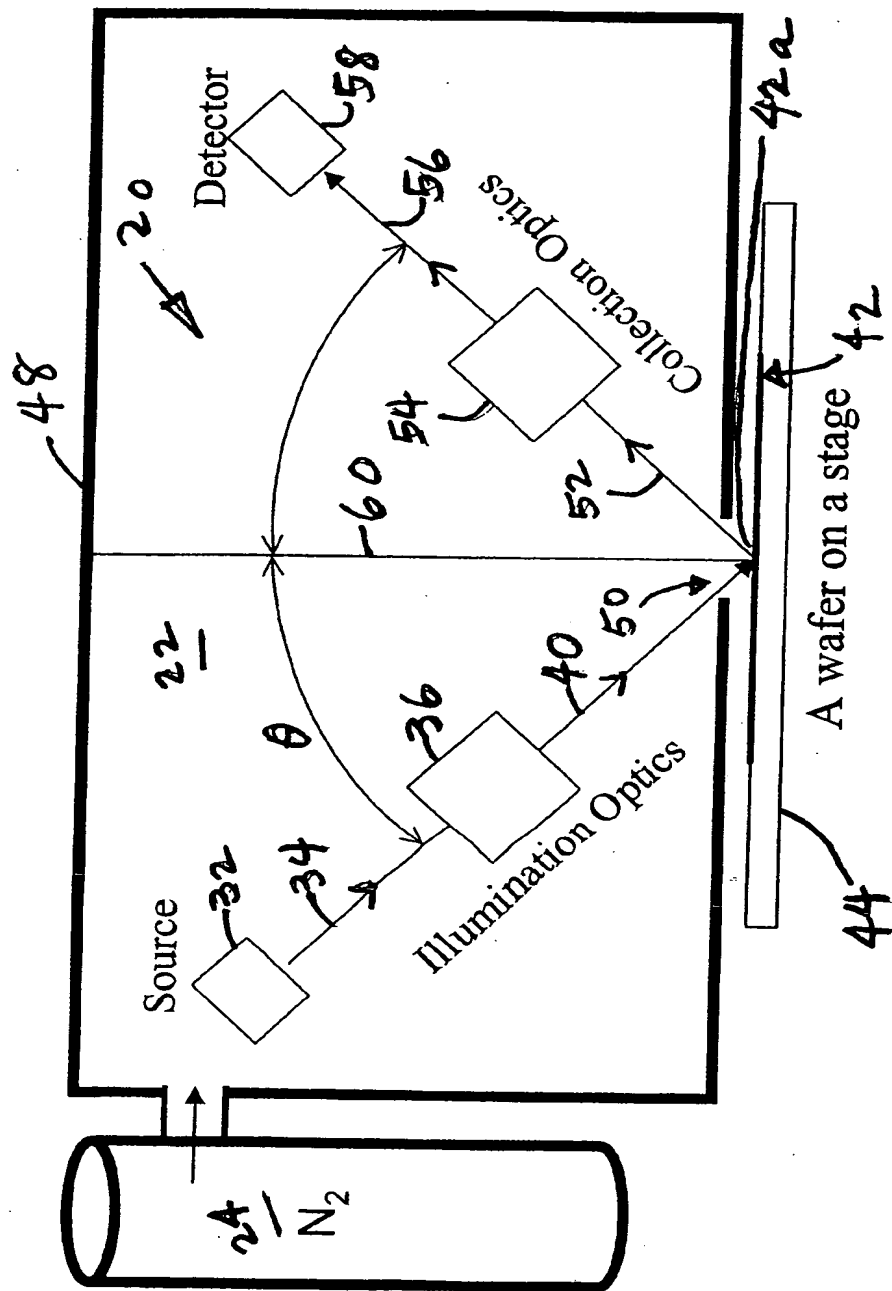 48
20
Detector
58
56
Source
32
34
22
θ
60
54
Collection Optics
36
Illumination Optics
52
40
50
42a
24
N₂
42
44
A wafer on a stage